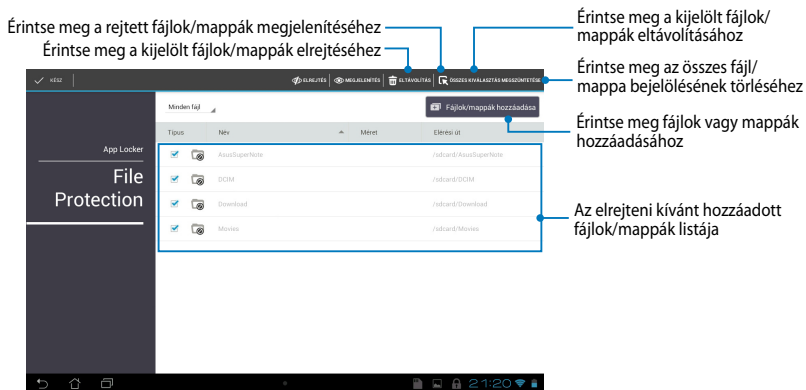 Érintse meg a rejtett fájlok/mappák megjelenítéséhez
Érintse meg a kijelölt fájlok/mappák elrejtéséhez
Érintse meg a kijelölt fájlok/
mappák eltávolításához
Érintse meg az összes fájl/
mappa bejelölésének törléséhez
Érintse meg fájlok vagy mappák
hozzáadásához
Az elrejteni kívánt hozzáadott
fájlok/mappák listája
KÉSZ
ELREJTÉS MEGJELENÍTÉS ELTÁVOLÍTÁS ÖSSZES KIVÁLASZTÁS MEGSZÜNTETÉSE
App Locker
File
Protection
Minden fájl
Fájlok/mappák hozzáadása
Típus Név Méret Elérési út
AsusSuperNote /sdcard/AsusSuperNote
DCIM /sdcard/DCIM
Download /sdcard/Download
Movies /sdcard/Movies
21:20